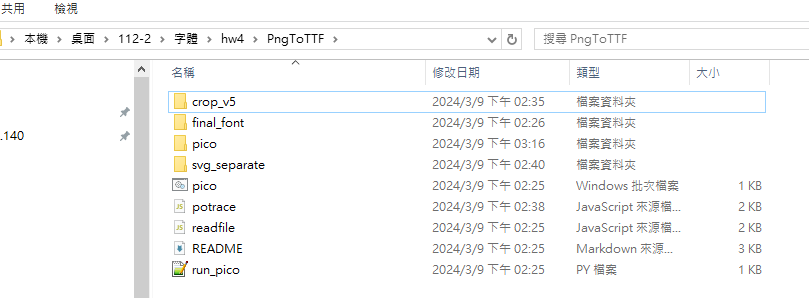 共用 檢視
本機 桌面 112-2 字體 hw4 PngToTTF 搜尋 PngToTTF
名稱 修改日期 類型 大小
crop_v5 2024/3/9 下午 02:35 檔案資料夾
final_font 2024/3/9 下午 02:26 檔案資料夾
.140 pico 2024/3/9 下午 03:16 檔案資料夾
svg_separate 2024/3/9 下午 02:40 檔案資料夾
pico 2024/3/9 下午 02:25 Windows 批次檔案 1 KB
potrace 2024/3/9 下午 02:38 JavaScript 來源檔... 2 KB
readfile 2024/3/9 下午 02:25 JavaScript 來源檔... 2 KB
README 2024/3/9 下午 02:25 Markdown 來源... 3 KB
run_pico 2024/3/9 下午 02:25 PY 檔案 1 KB